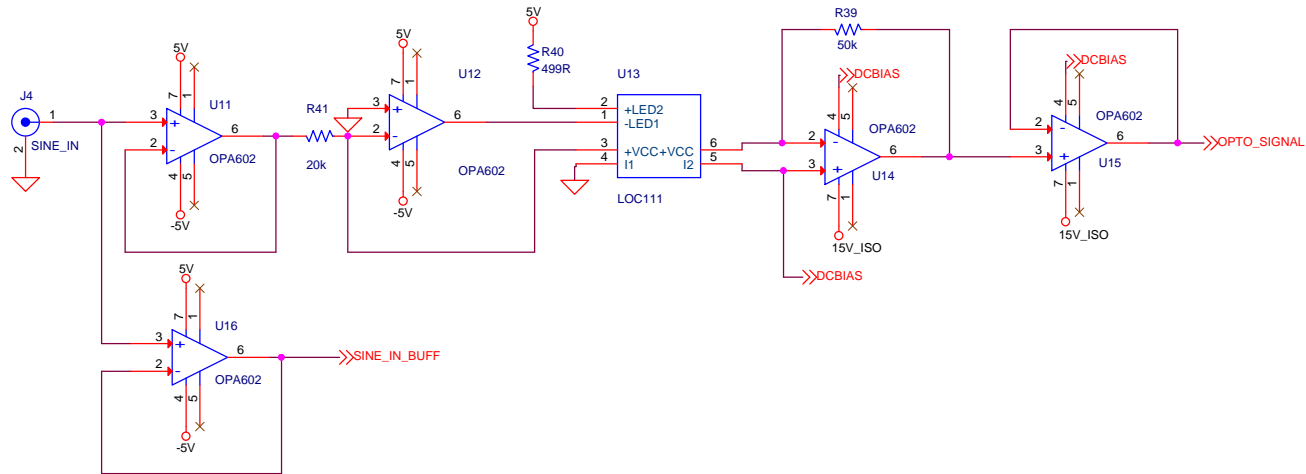 J4
1
2
SINE_IN
5V
7
1
3
+
2
-
6
4
5
-5V
U11
OPA602
R41
20k
5V
7
1
3
+
2
-
6
4
5
-5V
U12
OPA602
5V
R40
499R
U13
2
+LED2
1
-LED1
3
+VCC+VCC
6
4
I1
I2
5
LOC111
R39
50k
DCBIAS
4
5
OPA602
2
-
3
+
6
U14
7
1
15V_ISO
DCBIAS
DCBIAS
4
5
OPA602
2
-
3
+
6
U15
7
1
15V_ISO
OPTO_SIGNAL
5V
7
1
U16
3
+
2
-
6
OPA602
4
5
-5V
SINE_IN_BUFF